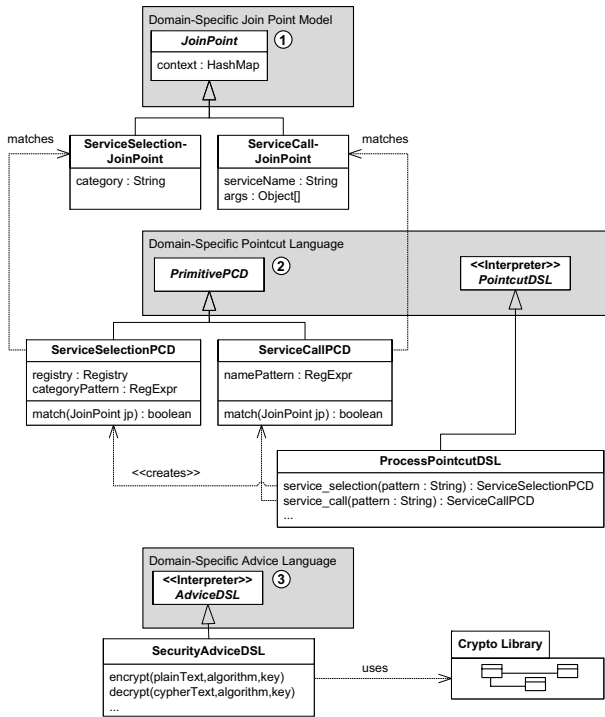 Domain-Specific Join Point Model
JoinPoint
1
context : HashMap
matches
matches
ServiceSelection-
JoinPoint
category : String
ServiceCall-
JoinPoint
serviceName : String
args : Object[]
Domain-Specific Pointcut Language
PrimitivePCD
2
<<Interpreter>>
PointcutDSL
ServiceSelectionPCD
registry : Registry
categoryPattern : RegExpr
match(JoinPoint jp) : boolean
ServiceCallPCD
namePattern : RegExpr
match(JoinPoint jp) : boolean
<<creates>>
ProcessPointcutDSL
service_selection(pattern : String) : ServiceSelectionPCD
service_call(pattern : String) : ServiceCallPCD
...
Domain-Specific Advice Language
<<Interpreter>>
AdviceDSL
3
SecurityAdviceDSL
encrypt(plainText,algorithm,key)
decrypt(cypherText,algorithm,key)
...
uses
Crypto Library